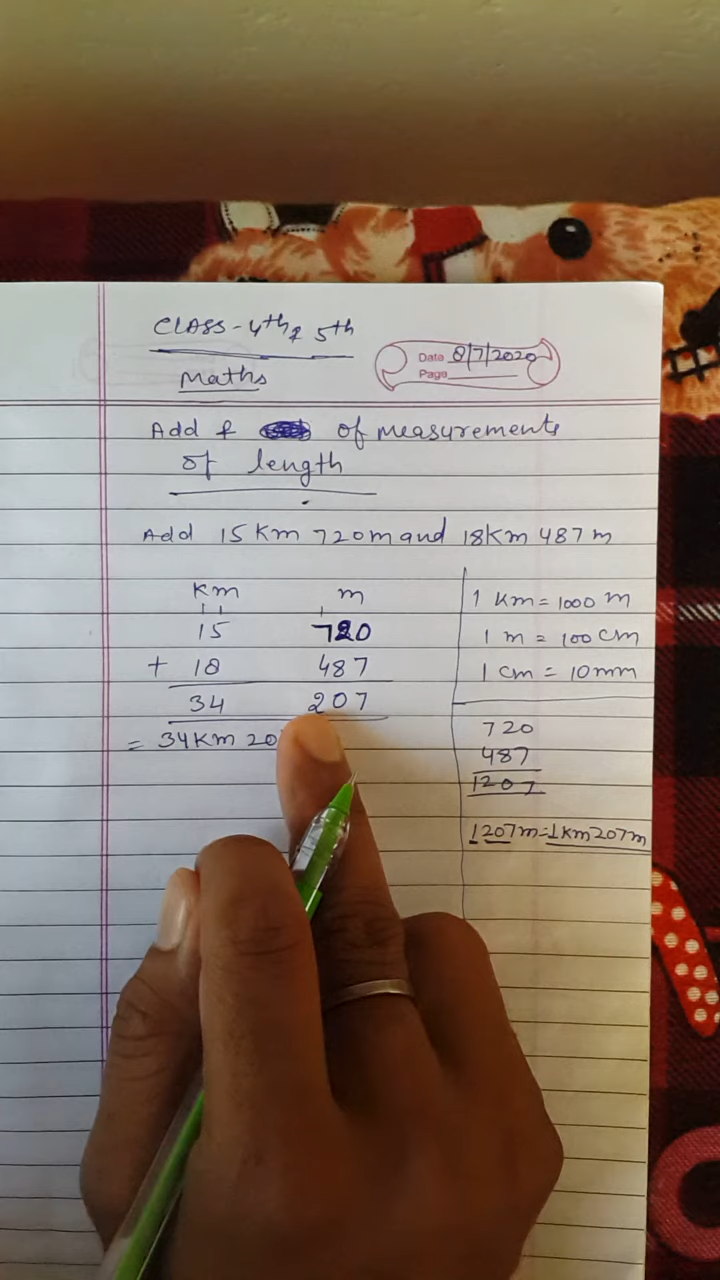 CLASS - 4th & 5th
Date 8/7/2020
Page
Maths
Add & of measurements
of length
Add 15 Km 720m and 18Km 487 m
Km m
15 720
+ 18 487
34 207
= 34Km 20
1 Km = 1000 m
1 m = 100 cm
1 cm = 10mm
720
487
1207
1207m = 1Km 207m